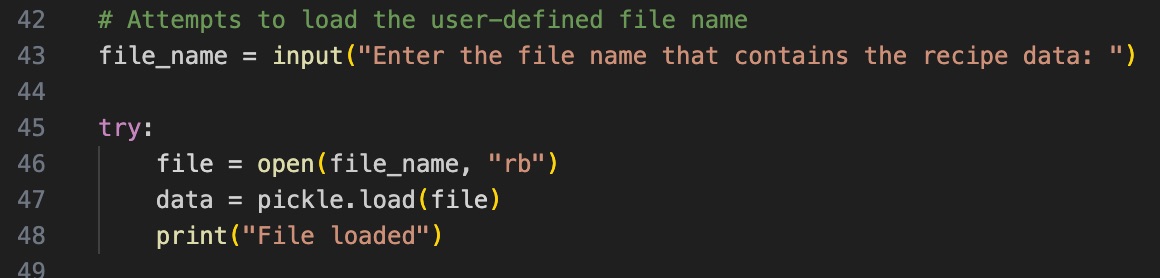 42 # Attempts to load the user-defined file name
43 file_name = input("Enter the file name that contains the recipe data: ")
44
45 try:
46     file = open(file_name, "rb")
47     data = pickle.load(file)
48     print("File loaded")
49